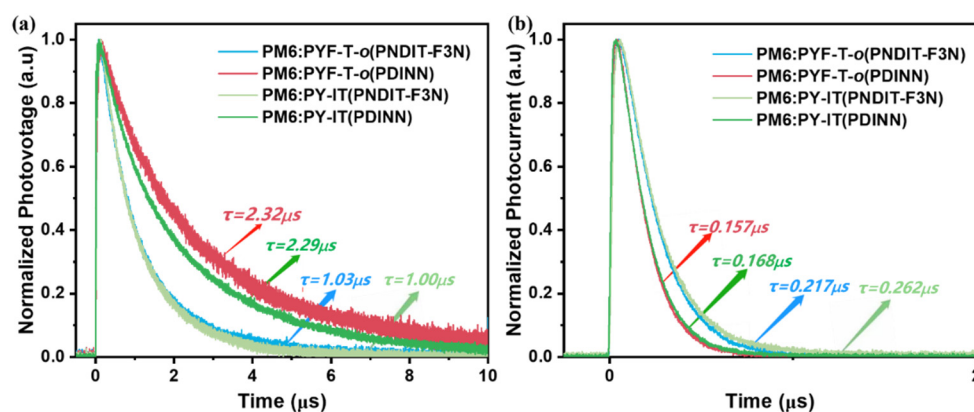 (a)
Normalized Photovotage (a.u)
1.0
0.8
0.6
0.4
0.2
0.0
PM6:PYF-T-o(PNDIT-F3N)
PM6:PYF-T-o(PDINN)
PM6:PY-IT(PNDIT-F3N)
PM6:PY-IT(PDINN)
τ=2.32μs
τ=2.29μs
τ=1.03μs
τ=1.00μs
0 2 4 6 8 10
Time (μs)
(b)
Normalized Photocurrent (a.u)
1.0
0.8
0.6
0.4
0.2
0.0
PM6:PYF-T-o(PNDIT-F3N)
PM6:PYF-T-o(PDINN)
PM6:PY-IT(PNDIT-F3N)
PM6:PY-IT(PDINN)
τ=0.157μs
τ=0.168μs
τ=0.217μs
τ=0.262μs
0 2
Time (μs)